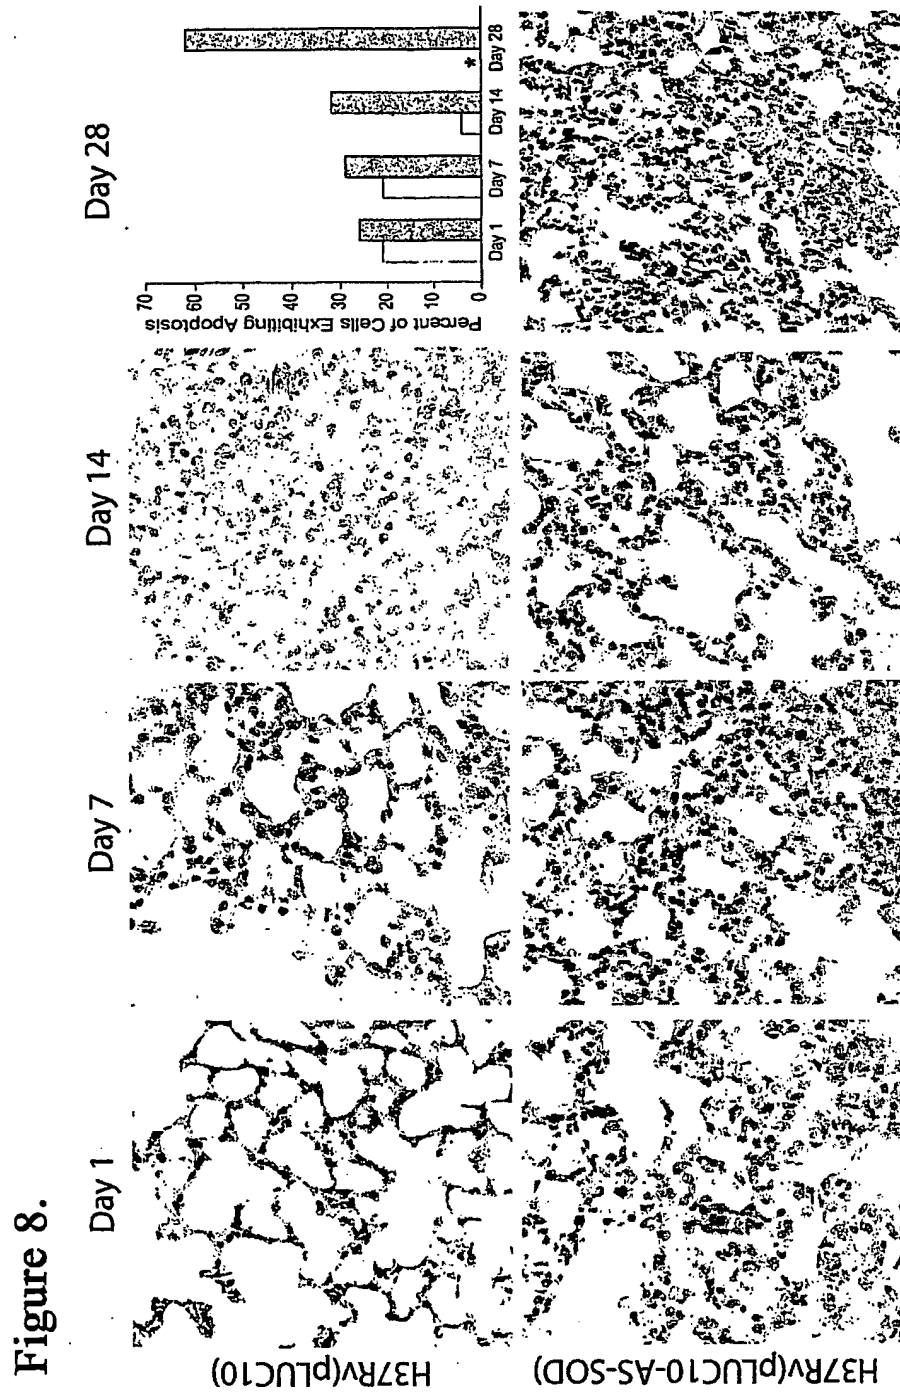 Figure 8.
Day 1
Day 7
Day 14
Day 28
H37Rv(pLUC10)
Percent of Cells Exhibiting Apoptosis
70
60
50
40
30
20
10
0
*
Day 1
Day 7
Day 14
Day 28
H37Rv(pLUC10-AS-SOD)